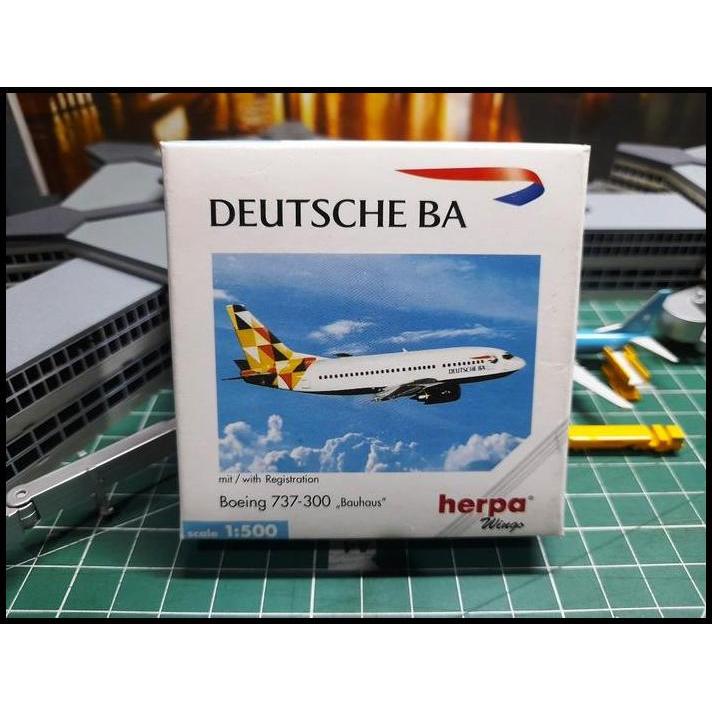 DEUTSCHE BA
DEUTSCHE BA
mit / with Registration
Boeing 737-300 „Bauhaus“
herpa®
Wings
scale 1:500